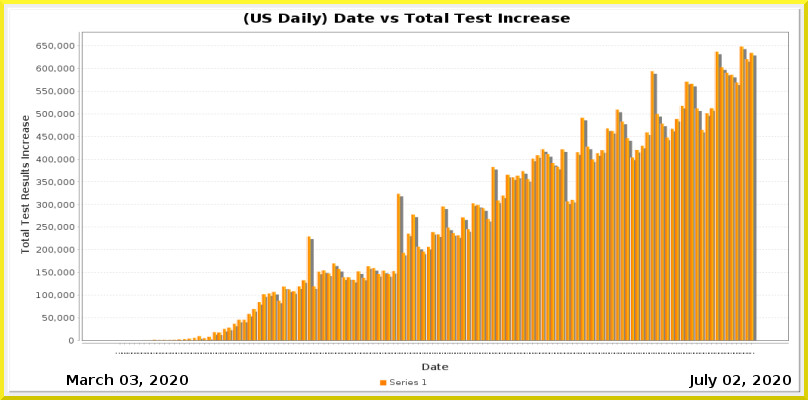 (US Daily) Date vs Total Test Increase
Total Test Results Increase
650,000
600,000
550,000
500,000
450,000
400,000
350,000
300,000
250,000
200,000
150,000
100,000
50,000
0
Date
March 03, 2020
Series 1
July 02, 2020